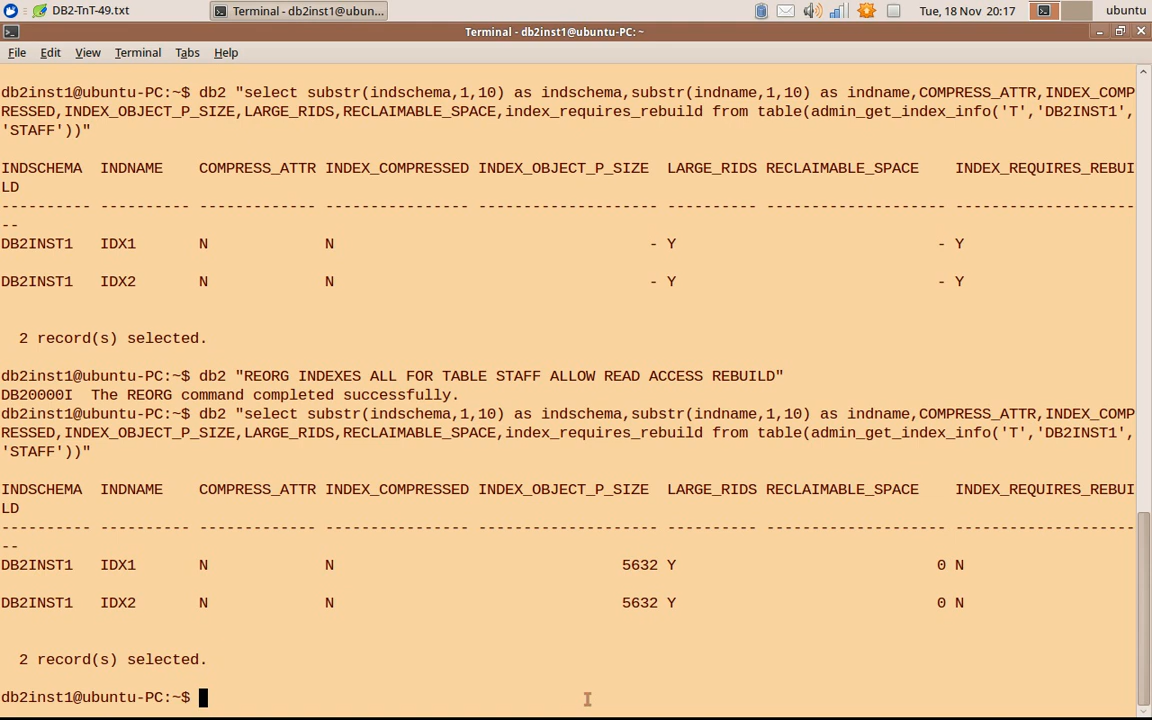 DB2-TnT-49.txt
Terminal - db2inst1@ubun...
Tue, 18 Nov 20:17
ubuntu
Terminal - db2inst1@ubuntu-PC: ~
File Edit View Terminal Tabs Help
db2inst1@ubuntu-PC:~$ db2 "select substr(indschema,1,10) as indschema,substr(indname,1,10) as indname,COMPRESS_ATTR,INDEX_COMP
RESSED,INDEX_OBJECT_P_SIZE,LARGE_RIDS,RECLAIMABLE_SPACE,index_requires_rebuild from table(admin_get_index_info('T','DB2INST1',
'STAFF'))"
INDSCHEMA  INDNAME    COMPRESS_ATTR INDEX_COMPRESSED INDEX_OBJECT_P_SIZE  LARGE_RIDS RECLAIMABLE_SPACE    INDEX_REQUIRES_REBUI
LD
---------- ---------- ------------- ---------------- -------------------- ---------- -------------------- --------------------
--
DB2INST1   IDX1       N             N                                   - Y                             - Y
DB2INST1   IDX2       N             N                                   - Y                             - Y
  2 record(s) selected.
db2inst1@ubuntu-PC:~$ db2 "REORG INDEXES ALL FOR TABLE STAFF ALLOW READ ACCESS REBUILD"
DB20000I  The REORG command completed successfully.
db2inst1@ubuntu-PC:~$ db2 "select substr(indschema,1,10) as indschema,substr(indname,1,10) as indname,COMPRESS_ATTR,INDEX_COMP
RESSED,INDEX_OBJECT_P_SIZE,LARGE_RIDS,RECLAIMABLE_SPACE,index_requires_rebuild from table(admin_get_index_info('T','DB2INST1',
'STAFF'))"
INDSCHEMA  INDNAME    COMPRESS_ATTR INDEX_COMPRESSED INDEX_OBJECT_P_SIZE  LARGE_RIDS RECLAIMABLE_SPACE    INDEX_REQUIRES_REBUI
LD
---------- ---------- ------------- ---------------- -------------------- ---------- -------------------- --------------------
--
DB2INST1   IDX1       N             N                                5632 Y                             0 N
DB2INST1   IDX2       N             N                                5632 Y                             0 N
  2 record(s) selected.
db2inst1@ubuntu-PC:~$